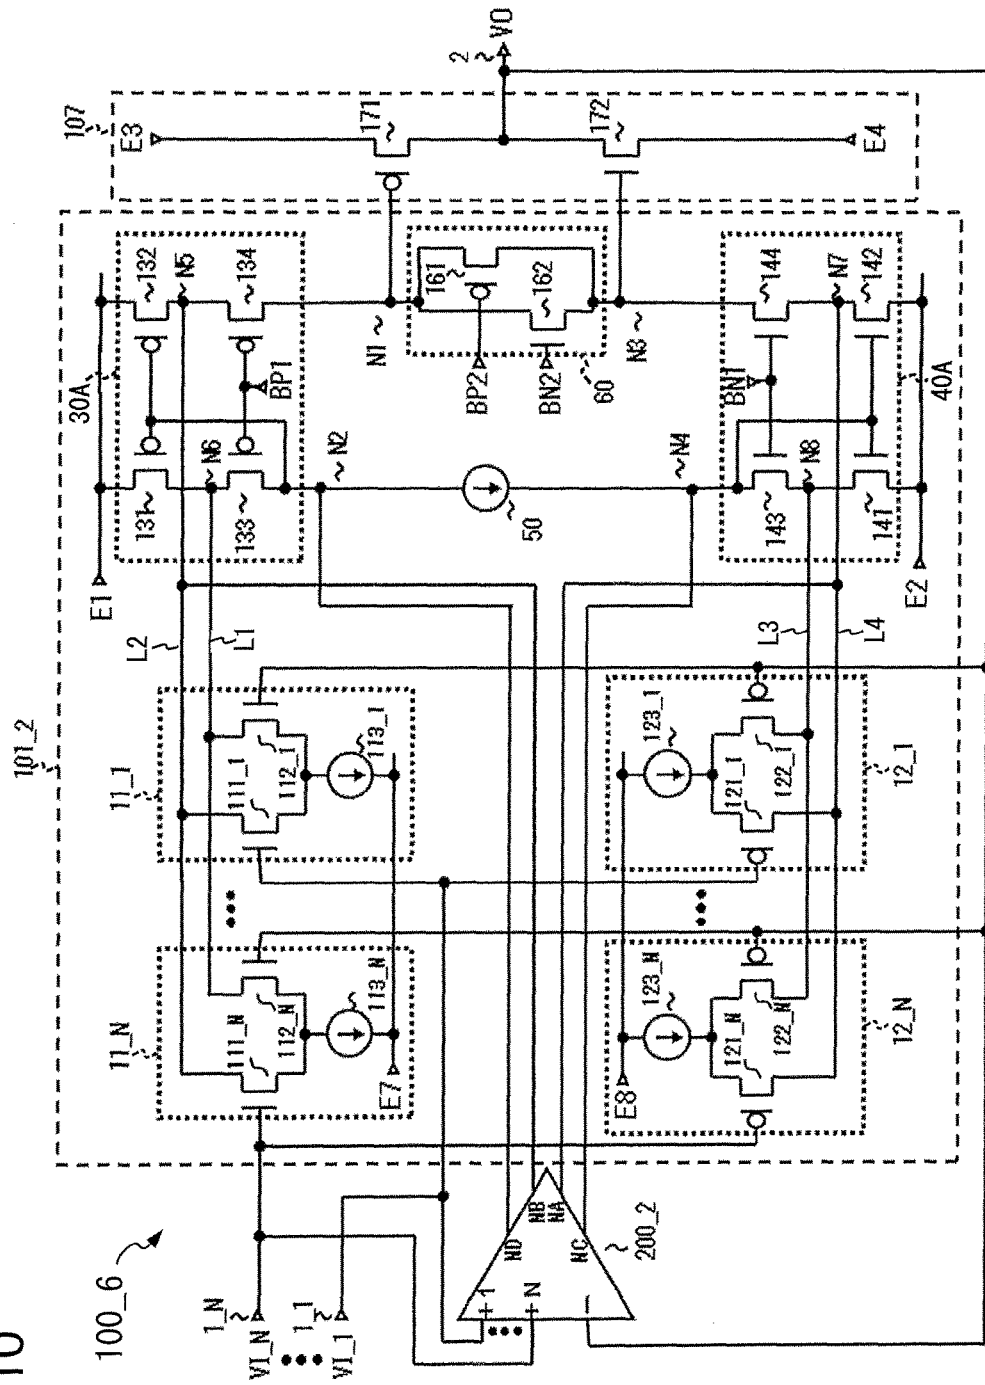 10
100_6
1_N
VI_N
1_1
VI_1
101_2
11_N
111_N
112_N
113_N
E7
11_1
111_1
112_1
113_1
L2
L1
E1
30A
131
N6
133
132
N5
134
BP1
N2
N1
107
E3
171
2
VO
172
E4
161
162
BP2
BN2
60
N3
50
N4
BN1
144
N7
142
143
N8
141
40A
E2
L3
L4
123_1
121_1
122_1
12_1
123_N
121_N
122_N
12_N
E8
ND
NB
NA
NC
+ 1
+ N
−
200_2